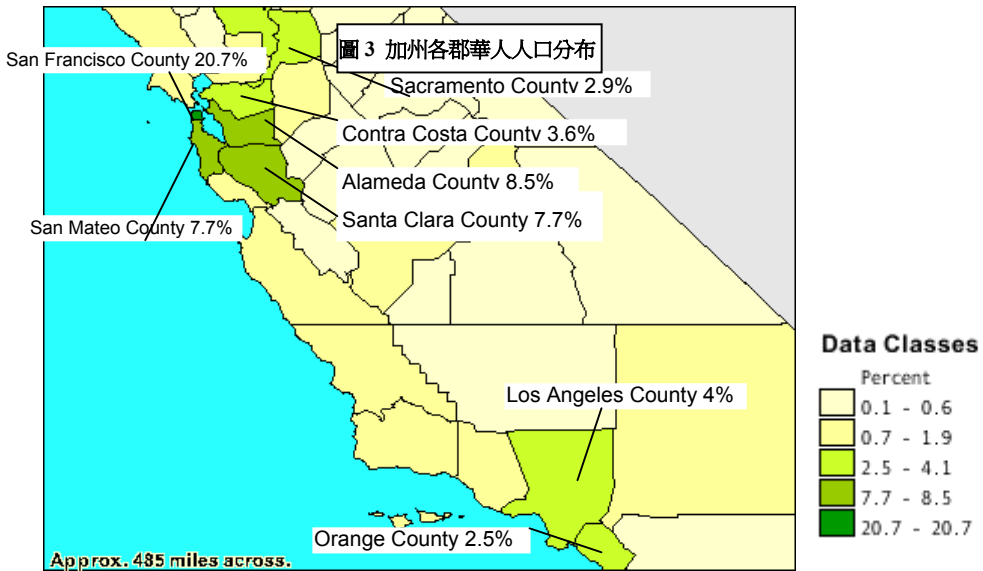 圖 3 加州各郡華人人口分布
San Francisco County 20.7%
Sacramento County 2.9%
Contra Costa County 3.6%
Alameda County 8.5%
Santa Clara County 7.7%
San Mateo County 7.7%
Los Angeles County 4%
Orange County 2.5%
Approx. 485 miles across.
Data Classes
Percent
0.1 - 0.6
0.7 - 1.9
2.5 - 4.1
7.7 - 8.5
20.7 - 20.7